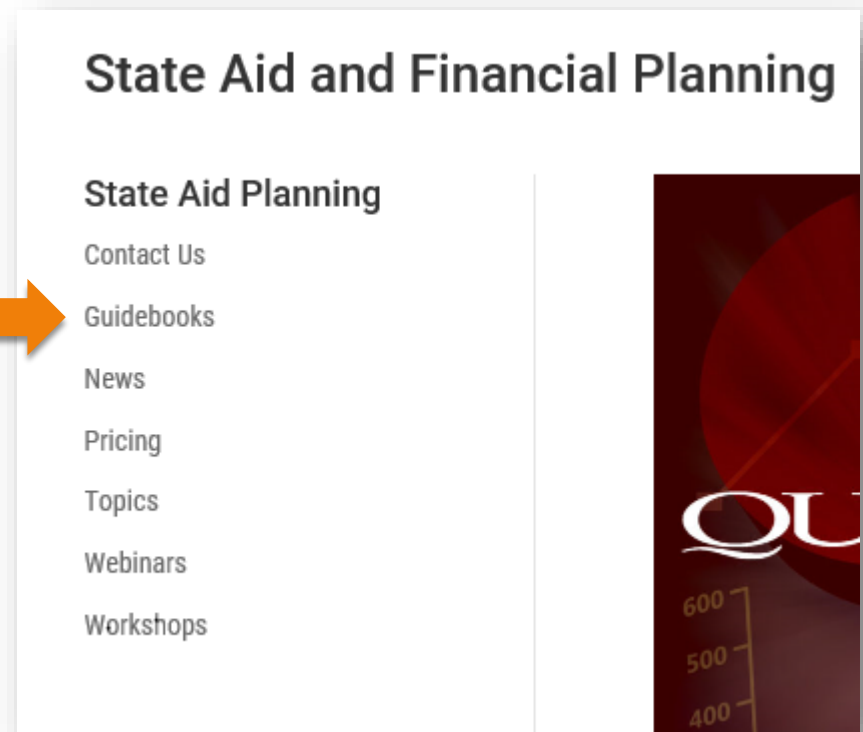 State Aid and Financial Planning
State Aid Planning
Contact Us
Guidebooks
News
Pricing
Topics
Webinars
Workshops
QU
600
500
400